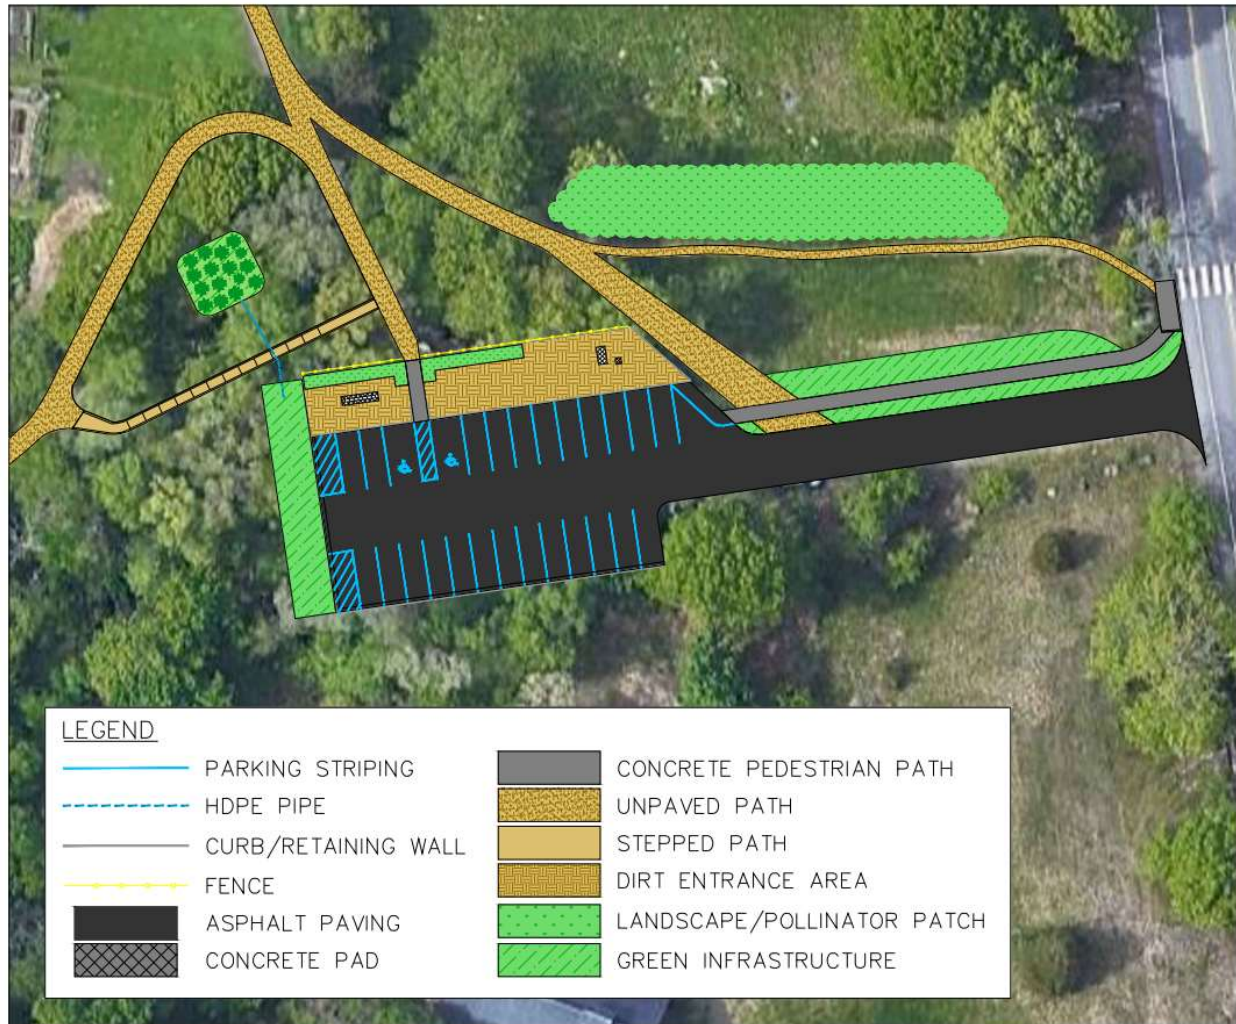 LEGEND
PARKING STRIPING
HDPE PIPE
CURB/RETAINING WALL
FENCE
ASPHALT PAVING
CONCRETE PAD
CONCRETE PEDESTRIAN PATH
UNPAVED PATH
STEPPED PATH
DIRT ENTRANCE AREA
LANDSCAPE/POLLINATOR PATCH
GREEN INFRASTRUCTURE